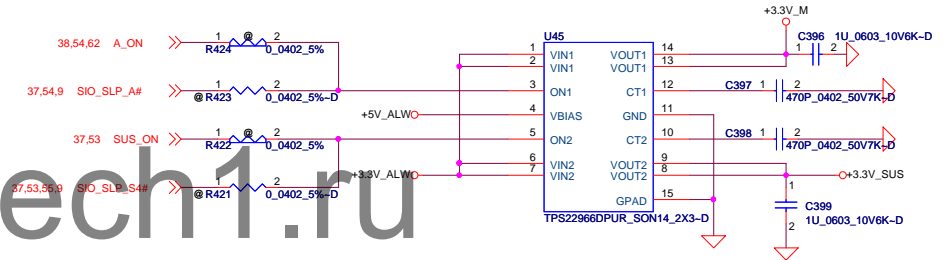 +3.3V_M
U45
C396 1U_0603_10V6K~D
1 2
38,54,62 A_ON
1 @ 2
R424 0_0402_5%
1 VIN1 VOUT1 14
2 VIN1 VOUT1 13
37,54,9 SIO_SLP_A#
1 2
@ R423 0_0402_5%~D
3 ON1 CT1 12
C397 1 2
470P_0402_50V7K~D
+5V_ALW
4 VBIAS GND 11
37,53 SUS_ON
1 @ 2
R422 0_0402_5%
5 ON2 CT2 10
C398 1 2
470P_0402_50V7K~D
6 VIN2 VOUT2 9
+3.3V_ALW
7 VIN2 VOUT2 8
+3.3V_SUS
37,53,55,9 SIO_SLP_S4#
1 2
@ R421 0_0402_5%~D
GPAD 15
1
C399
1U_0603_10V6K~D
2
TPS22966DPUR_SON14_2X3~D
ech1.ru